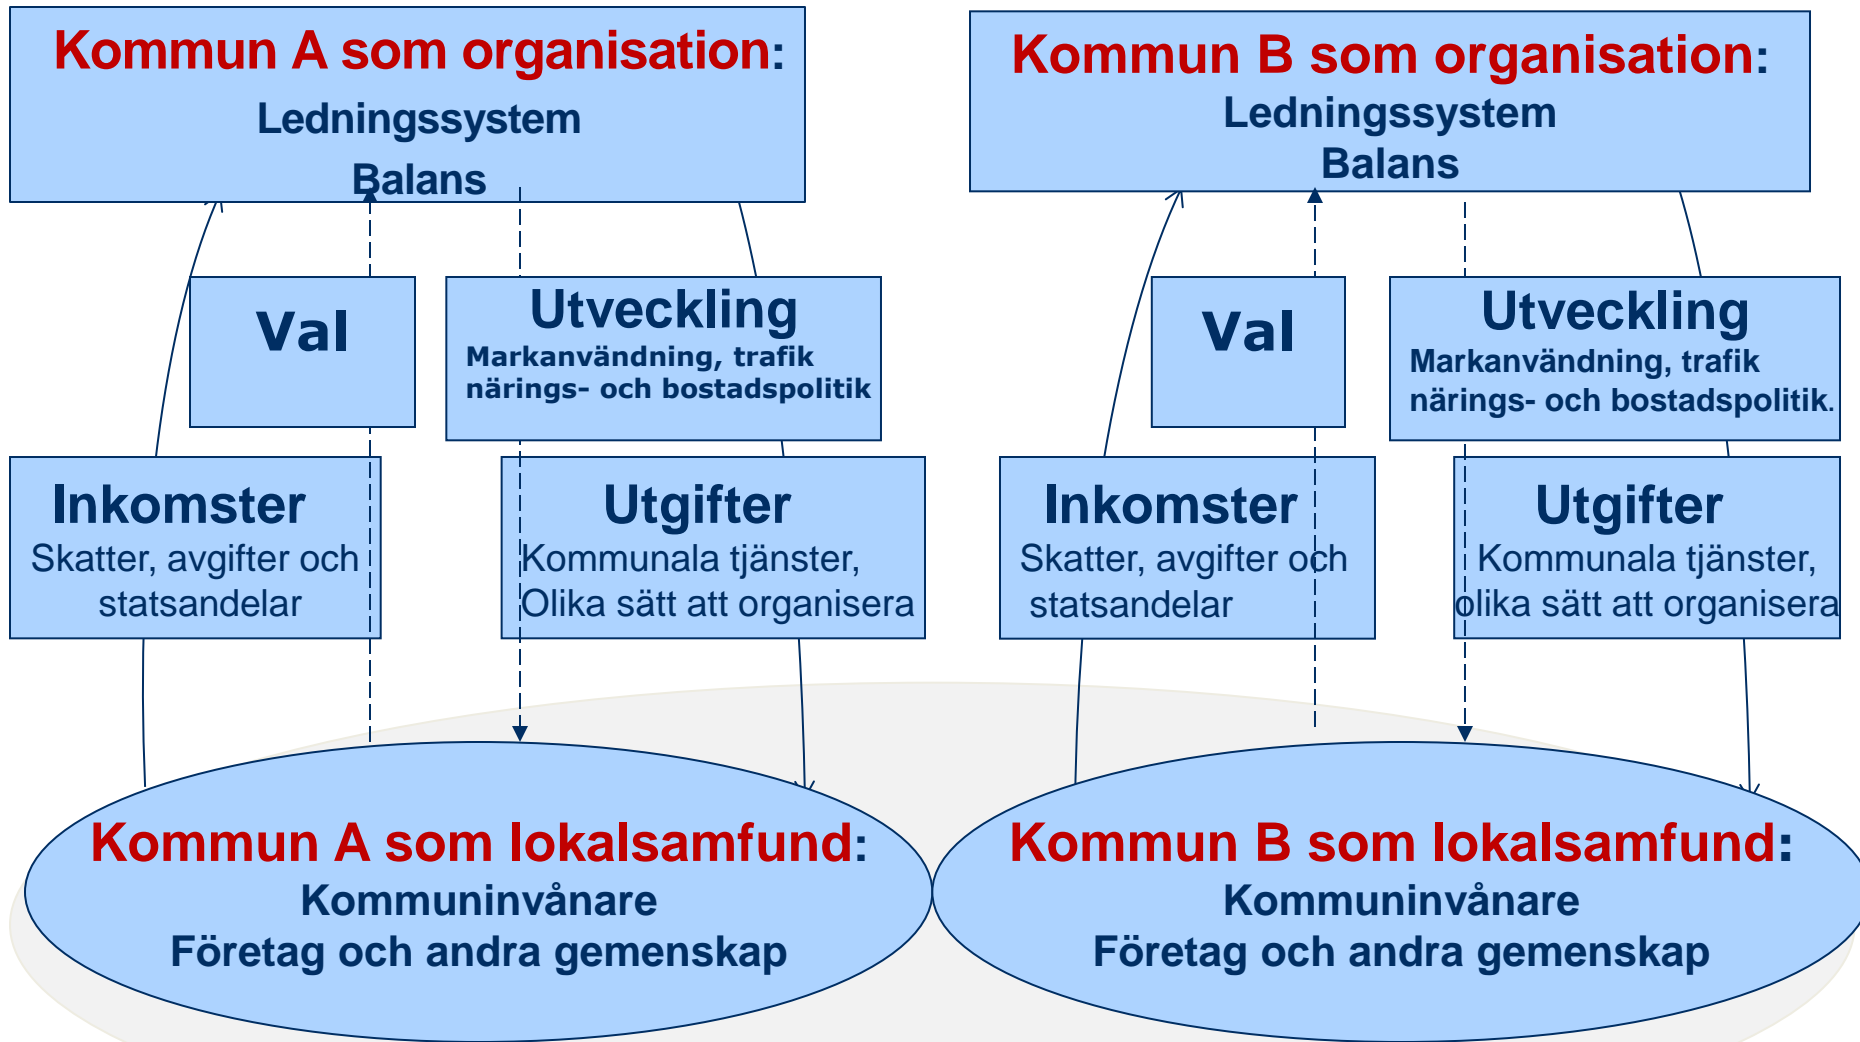 Kommun A som organisation:
Ledningssystem
Balans
Val
Utveckling
Markanvändning, trafik
närings- och bostadspolitik
Inkomster
Skatter, avgifter och
statsandelar
Utgifter
Kommunala tjänster,
Olika sätt att organisera
Kommun A som lokalsamfund:
Kommuninvånare
Företag och andra gemenskap
Kommun B som organisation:
Ledningssystem
Balans
Val
Utveckling
Markanvändning, trafik
närings- och bostadspolitik.
Inkomster
Skatter, avgifter och
statsandelar
Utgifter
Kommunala tjänster,
olika sätt att organisera
Kommun B som lokalsamfund:
Kommuninvånare
Företag och andra gemenskap